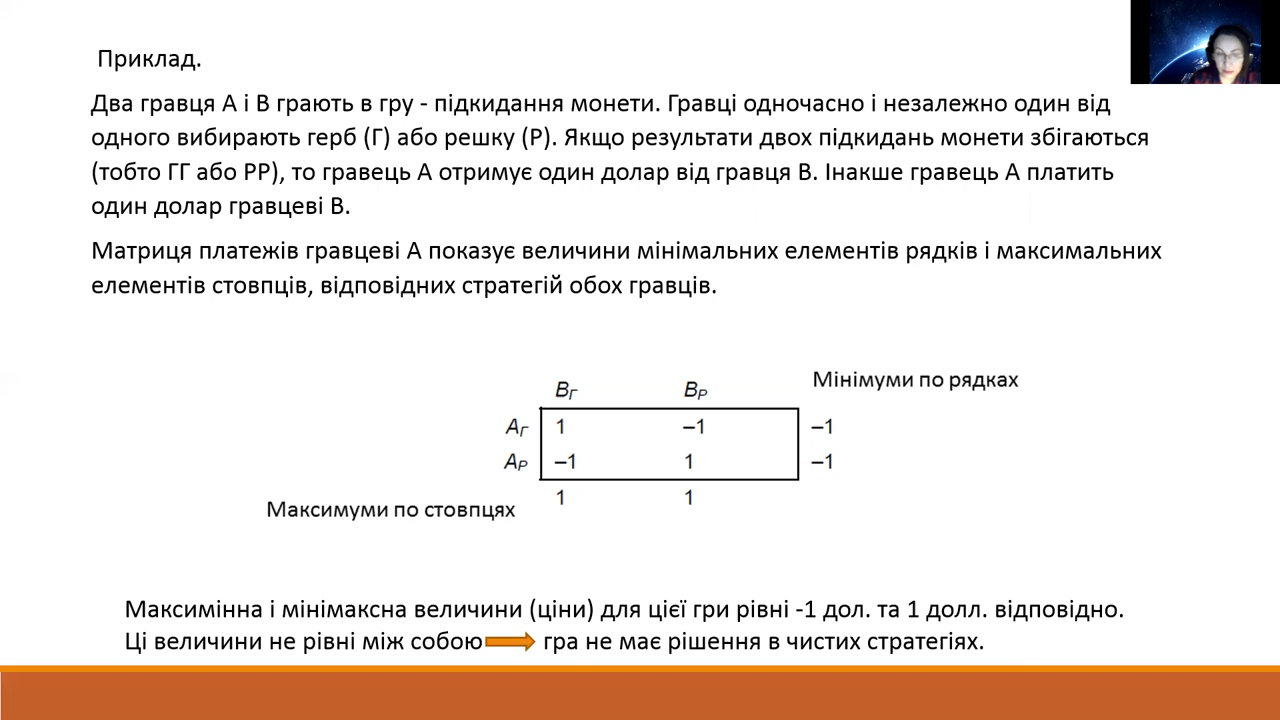 Приклад.
Два гравця А і В грають в гру - підкидання монети. Гравці одночасно і незалежно один від
одного вибирають герб (Г) або решку (Р). Якщо результати двох підкидань монети збігаються
(тобто ГГ або РР), то гравець А отримує один долар від гравця В. Інакше гравець А платить
один долар гравцеві В.
Матриця платежів гравцеві А показує величини мінімальних елементів рядків і максимальних
елементів стовпців, відповідних стратегій обох гравців.
Bг Bр Мінімуми по рядках
Aг 1 –1 –1
Aр –1 1 –1
Максимуми по стовпцях 1 1
Максимінна і мінімаксна величини (ціни) для цієї гри рівні -1 дол. та 1 долл. відповідно.
Ці величини не рівні між собою гра не має рішення в чистих стратегіях.